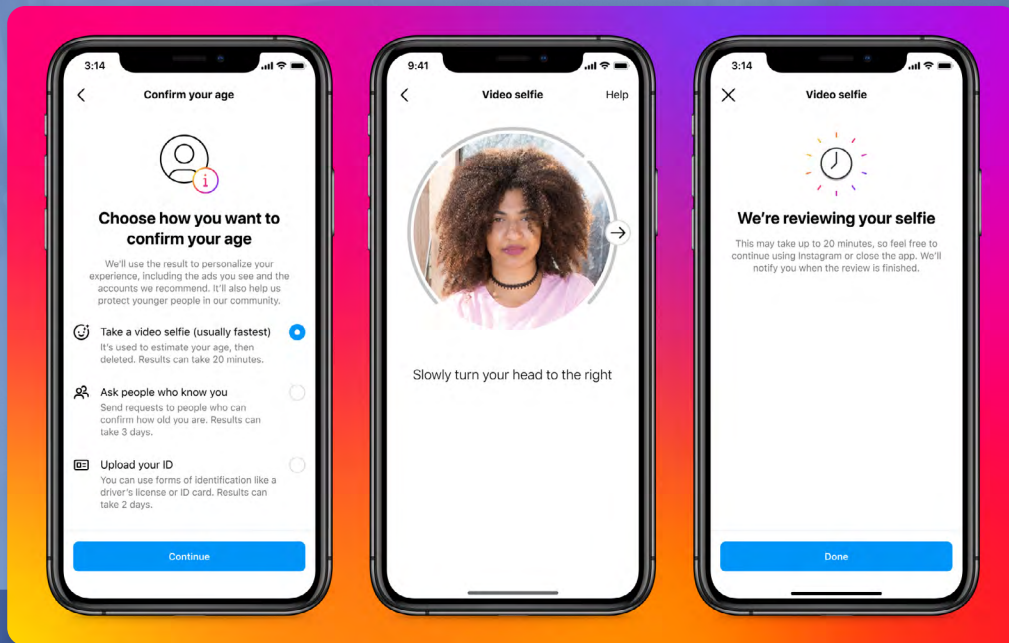 3:14
Confirm your age
Choose how you want to
confirm your age
We'll use the result to personalize your
experience, including the ads you see and the
accounts we recommend. It'll also help us
protect younger people in our community.
Take a video selfie (usually fastest)
It's used to estimate your age, then
deleted. Results can take 20 minutes.
Ask people who know you
Send requests to people who can
confirm how old you are. Results can
take 3 days.
Upload your ID
You can use forms of identification like a
driver's license or ID card. Results can
take 2 days.
Continue
9:41
Video selfie Help
Slowly turn your head to the right
3:14
Video selfie
We're reviewing your selfie
This may take up to 20 minutes, so feel free to
continue using Instagram or close the app. We'll
notify you when the review is finished.
Done